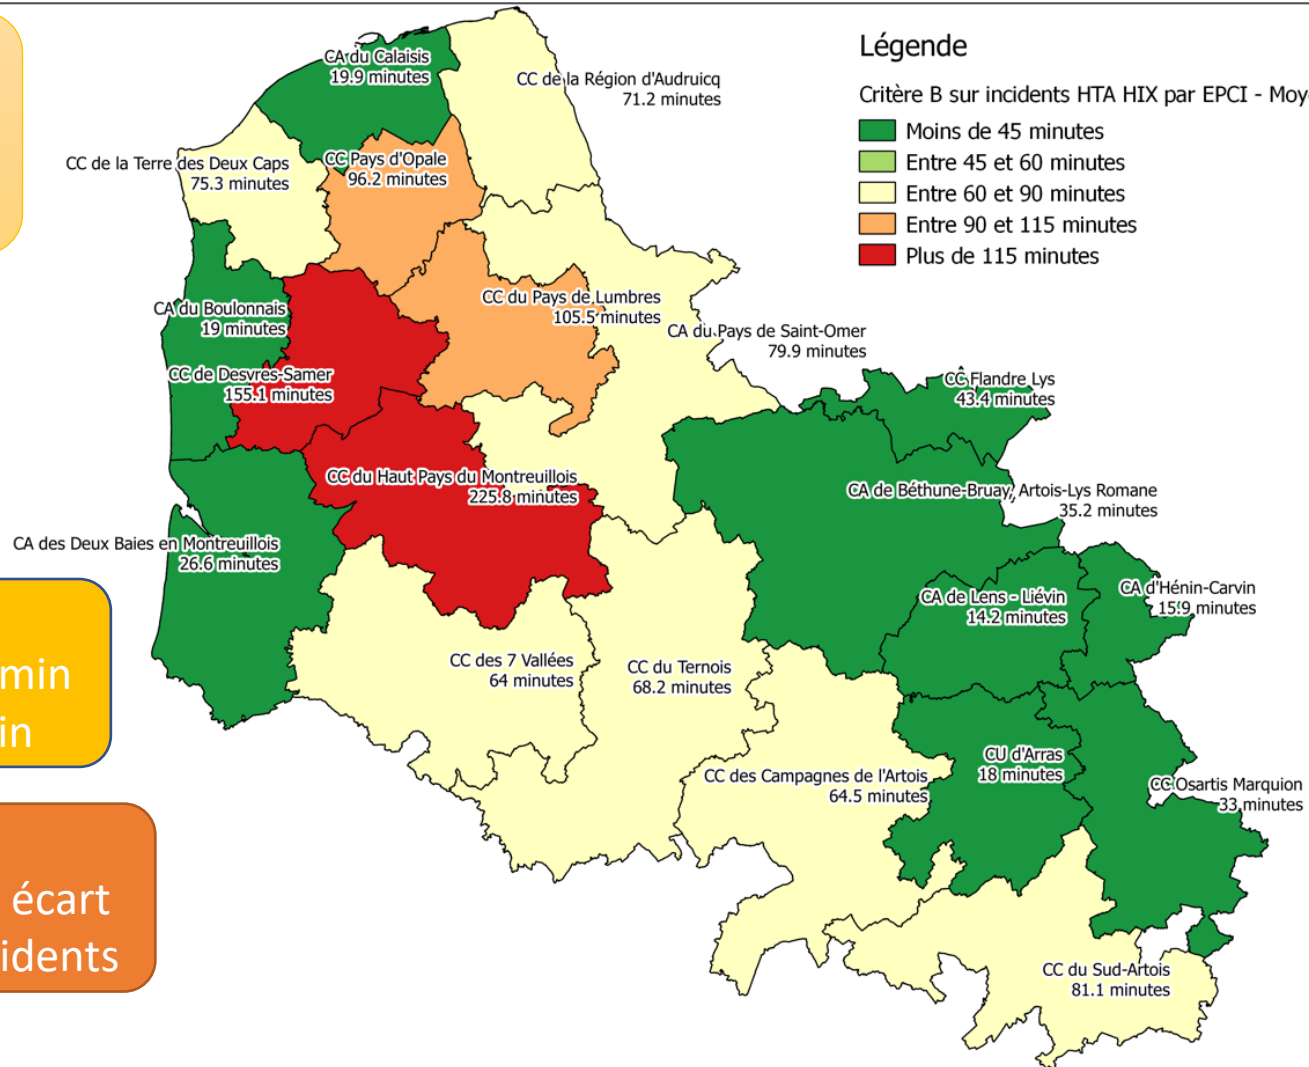 Légende
Critère B sur incidents HTA HIX par EPCI - Moy
Moins de 45 minutes
Entre 45 et 60 minutes
Entre 60 et 90 minutes
Entre 90 et 115 minutes
Plus de 115 minutes
CA du Calaisis
19.9 minutes
CC de la Région d'Audruicq
71.2 minutes
CC de la Terre des Deux Caps
75.3 minutes
CC Pays d'Opale
96.2 minutes
CA du Boulonnais
19 minutes
CC du Pays de Lumbres
105.5 minutes
CA du Pays de Saint-Omer
79.9 minutes
CC de Desvres-Samer
155.1 minutes
CC Flandre Lys
43.4 minutes
CC du Haut Pays du Montreuillois
225.8 minutes
CA de Béthune-Bruay, Artois-Lys Romane
35.2 minutes
CA des Deux Baies en Montreuillois
26.6 minutes
CA de Lens - Liévin
14.2 minutes
CA d'Hénin-Carvin
15.9 minutes
min
in
CC des 7 Vallées
64 minutes
CC du Ternois
68.2 minutes
CU d'Arras
18 minutes
CC des Campagnes de l'Artois
64.5 minutes
CC Osartis Marquion
33 minutes
écart
idents
CC du Sud-Artois
81.1 minutes